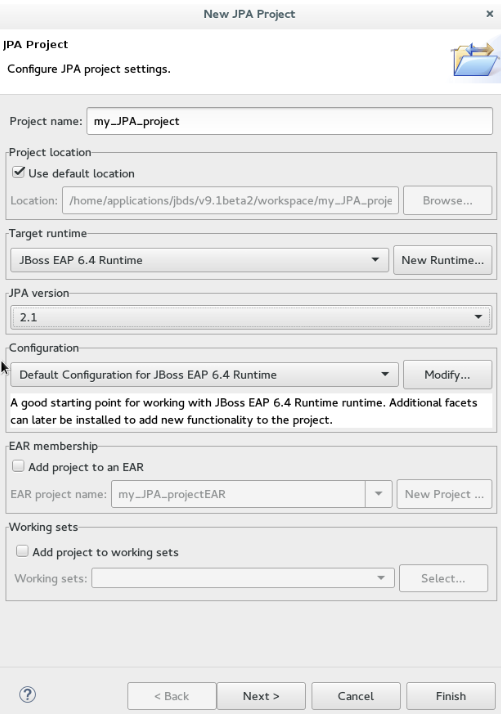 New JPA Project
×
JPA Project
Configure JPA project settings.
Project name: my_JPA_project
Project location
Use default location
Location: /home/applications/jbds/v9.1beta2/workspace/my_JPA_proje Browse...
Target runtime
JBoss EAP 6.4 Runtime New Runtime...
JPA version
2.1
Configuration
Default Configuration for JBoss EAP 6.4 Runtime Modify...
A good starting point for working with JBoss EAP 6.4 Runtime runtime. Additional facets
can later be installed to add new functionality to the project.
EAR membership
Add project to an EAR
EAR project name: my_JPA_projectEAR New Project ...
Working sets
Add project to working sets
Working sets: Select...
? < Back Next > Cancel Finish